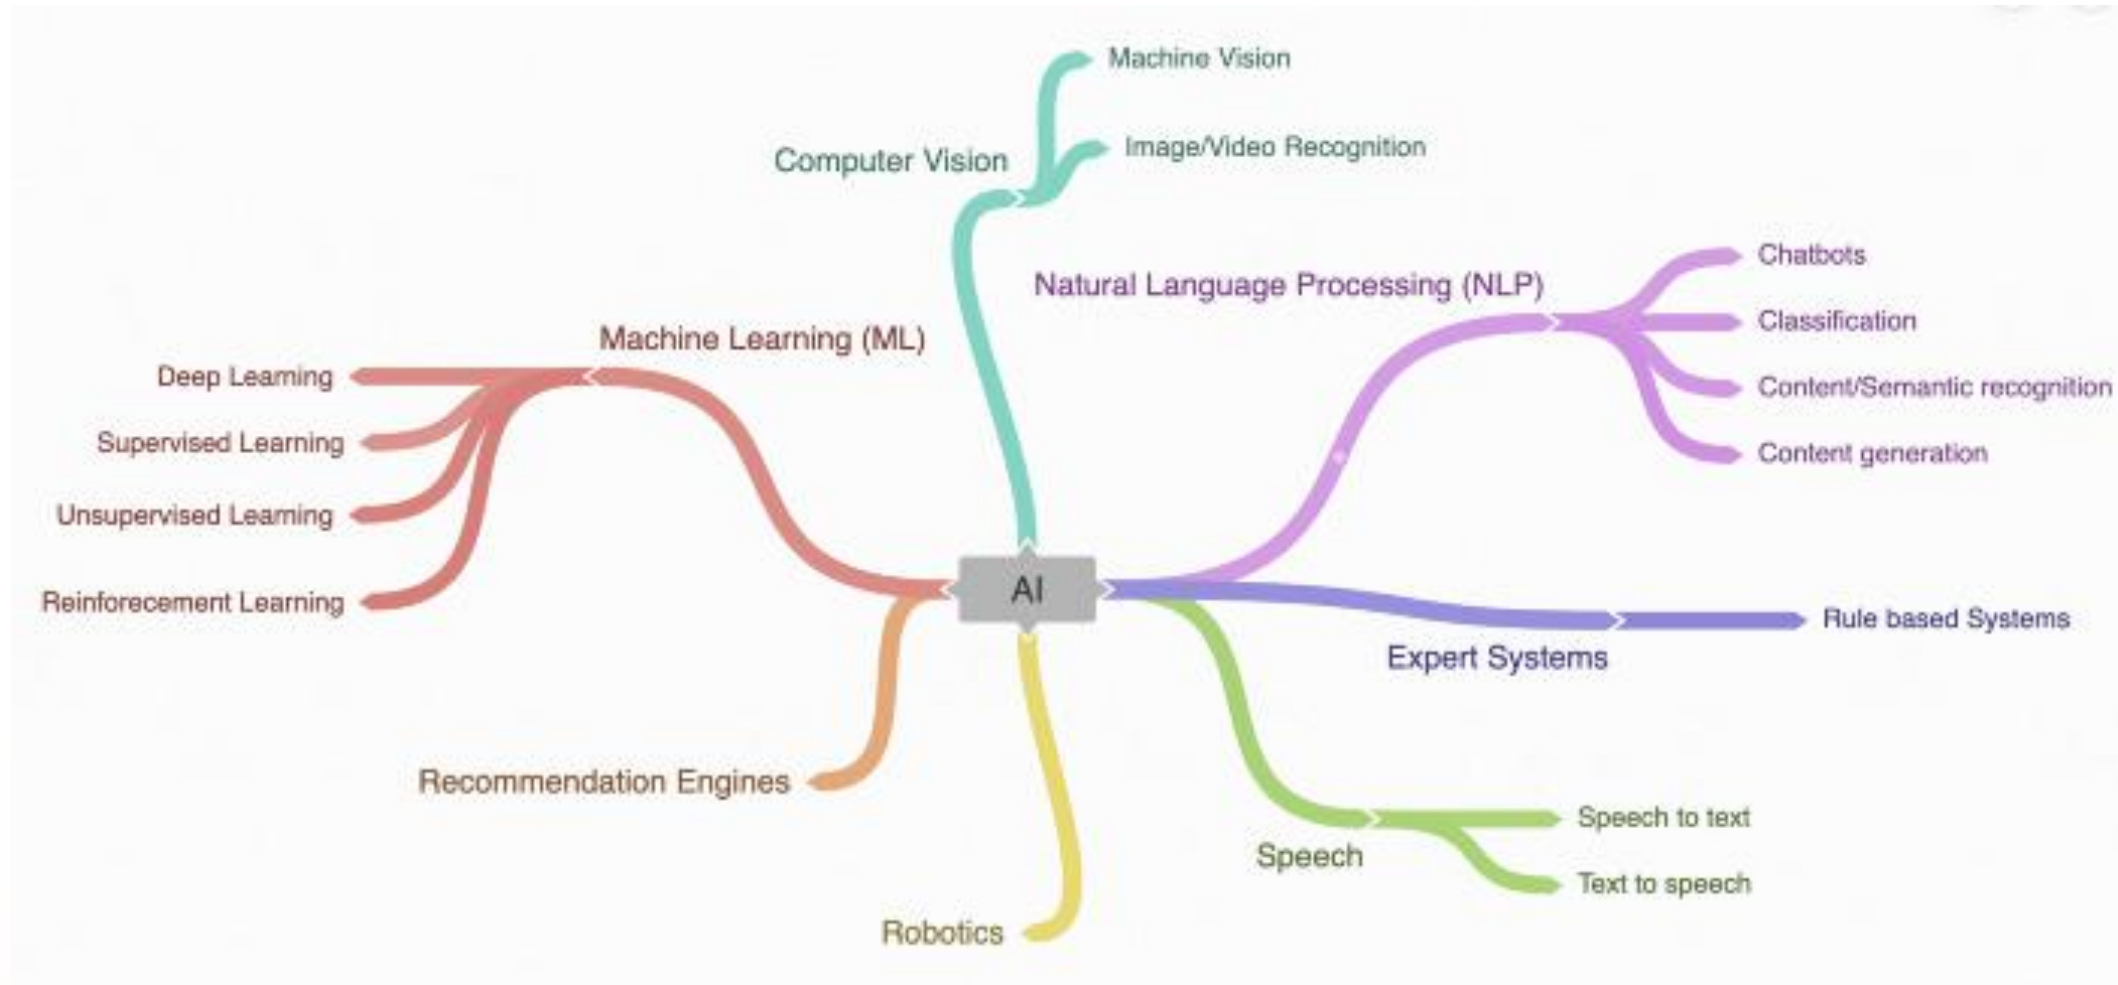 Machine Vision
Image/Video Recognition
Computer Vision
Chatbots
Natural Language Processing (NLP)
Classification
Content/Semantic recognition
Content generation
Machine Learning (ML)
Deep Learning
Supervised Learning
Unsupervised Learning
Reinforecement Learning
AI
Rule based Systems
Expert Systems
Recommendation Engines
Speech to text
Speech
Text to speech
Robotics